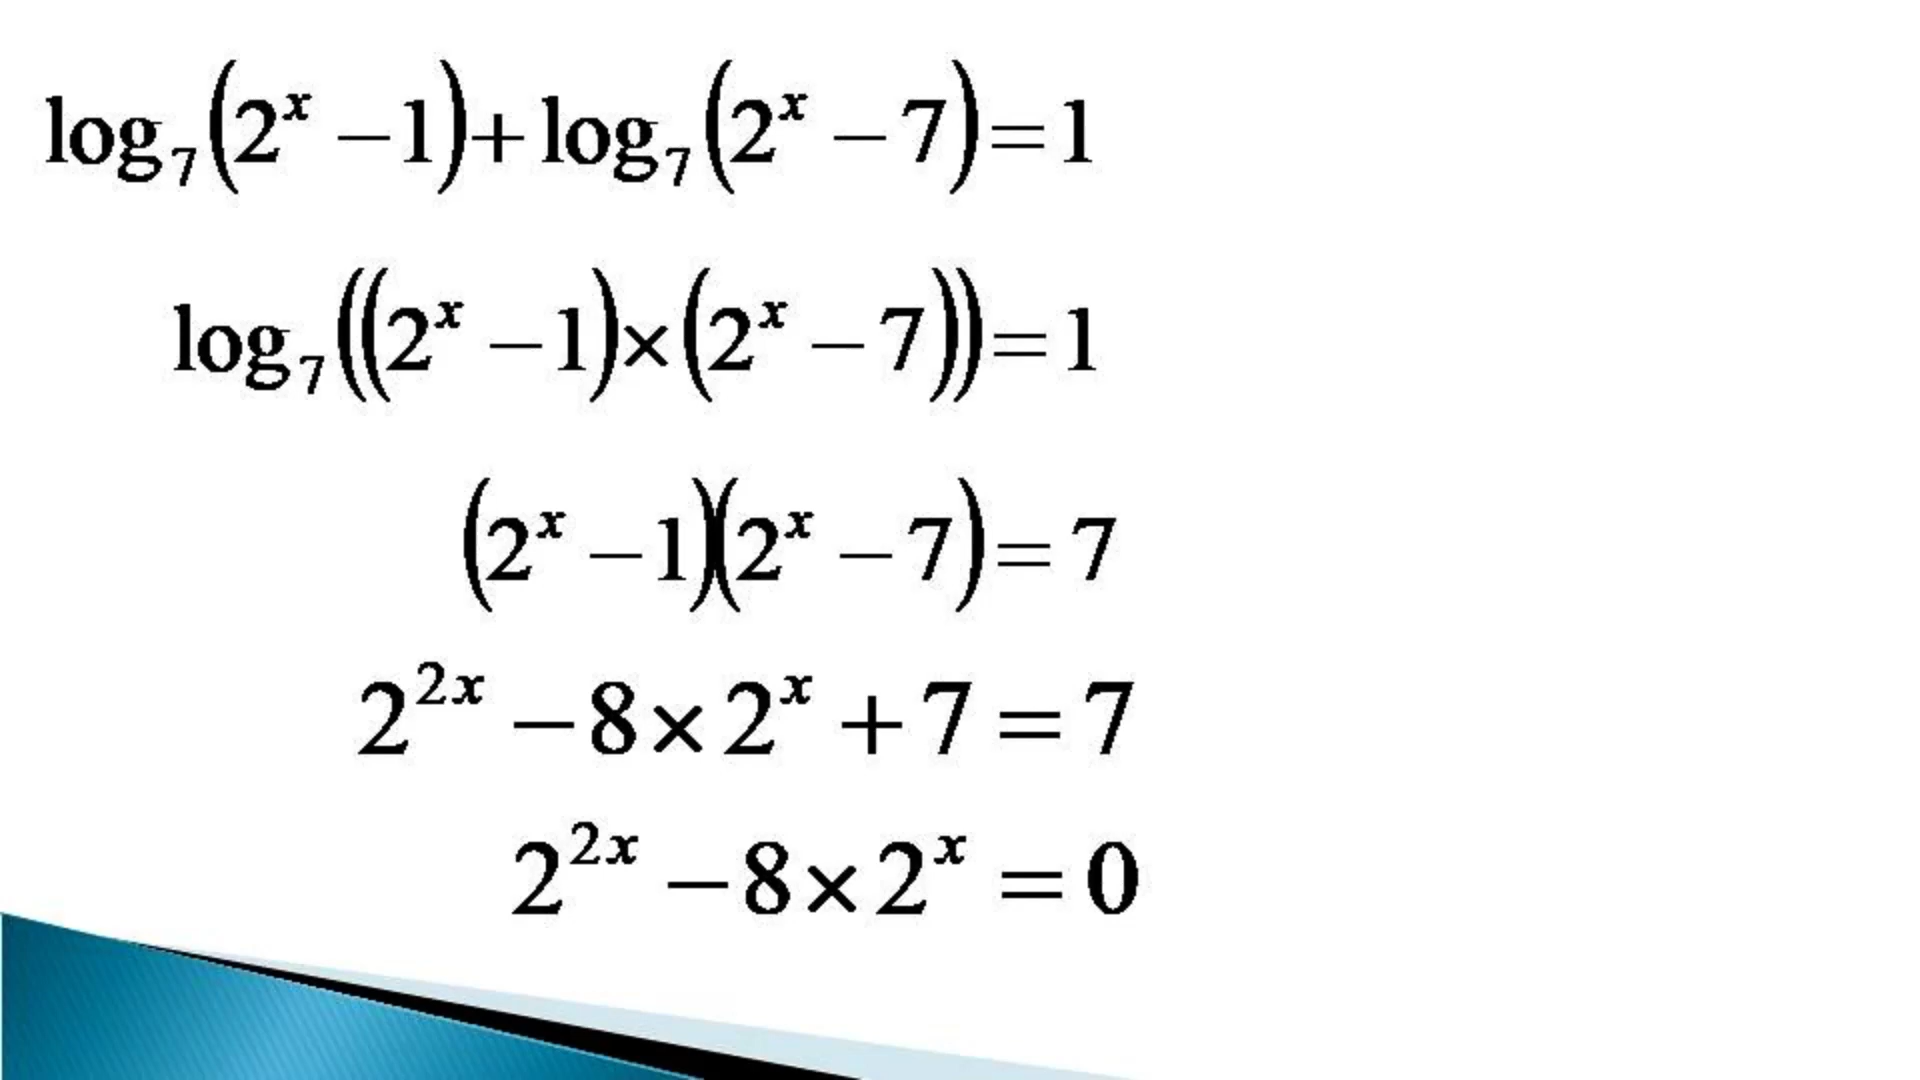 log₇(2ˣ − 1) + log₇(2ˣ − 7) = 1
log₇((2ˣ − 1) × (2ˣ − 7)) = 1
(2ˣ − 1)(2ˣ − 7) = 7
2²ˣ − 8 × 2ˣ + 7 = 7
2²ˣ − 8 × 2ˣ = 0